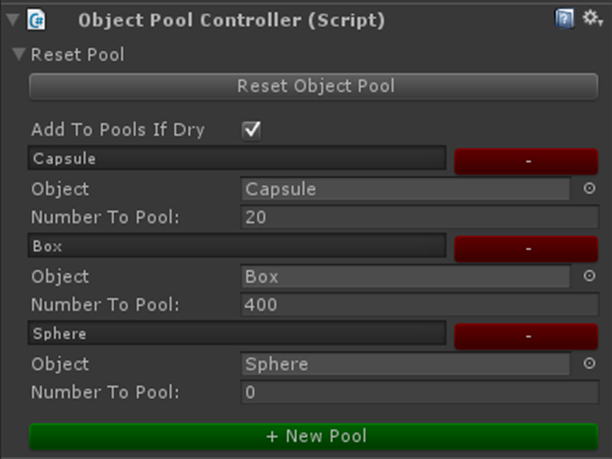 Object Pool Controller (Script)
Reset Pool
Reset Object Pool
Add To Pools If Dry
Capsule -
Object Capsule
Number To Pool: 20
Box -
Object Box
Number To Pool: 400
Sphere -
Object Sphere
Number To Pool: 0
+ New Pool